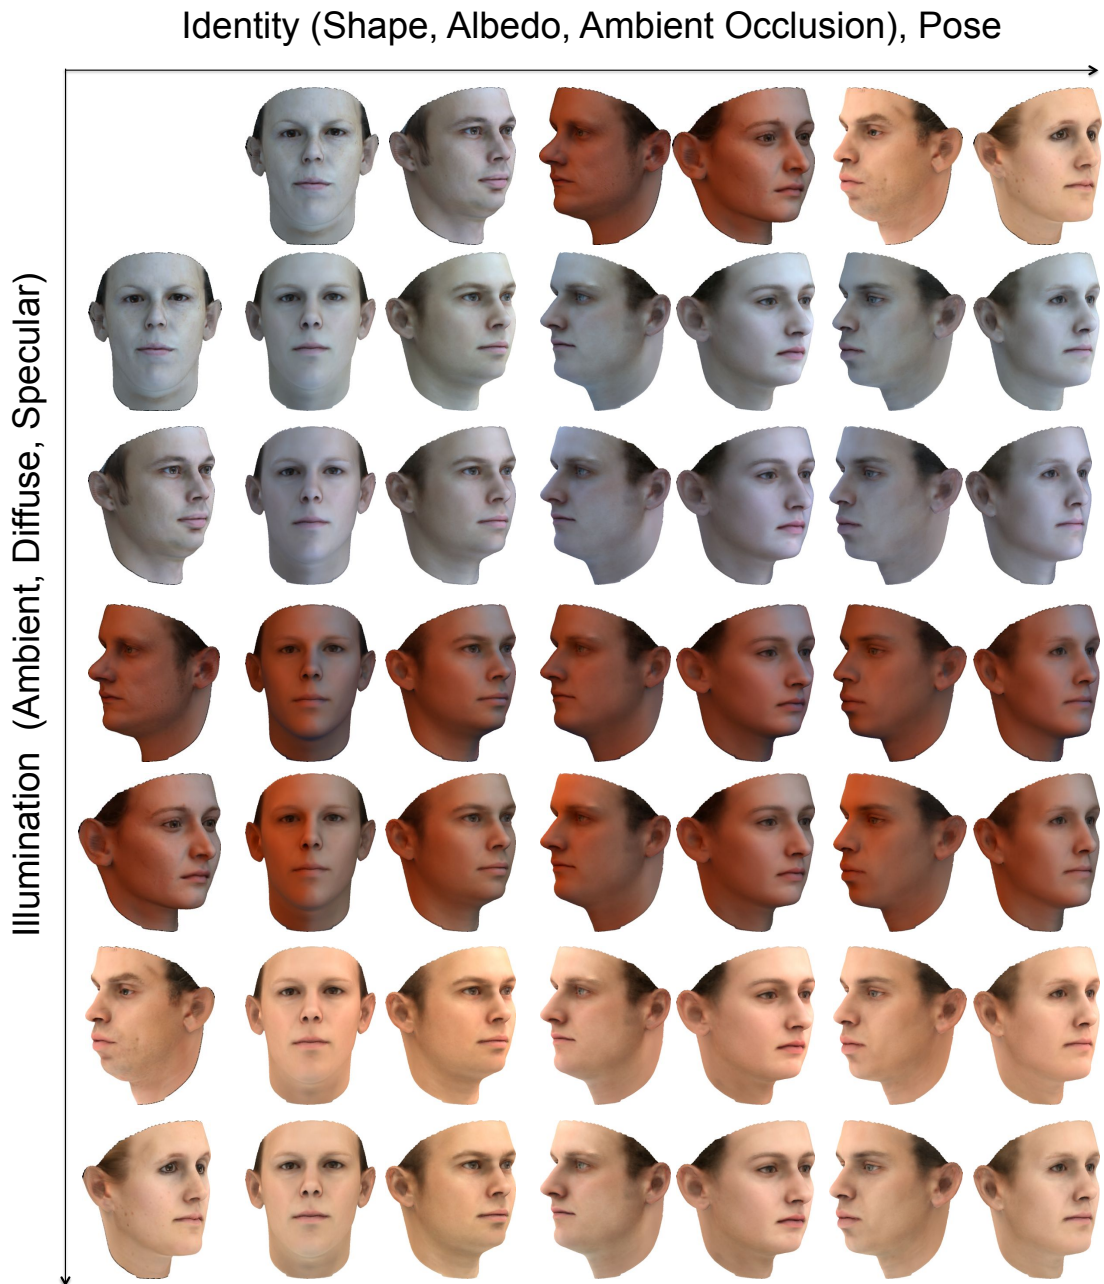 Identity (Shape, Albedo, Ambient Occlusion), Pose
Illumination (Ambient, Diffuse, Specular)